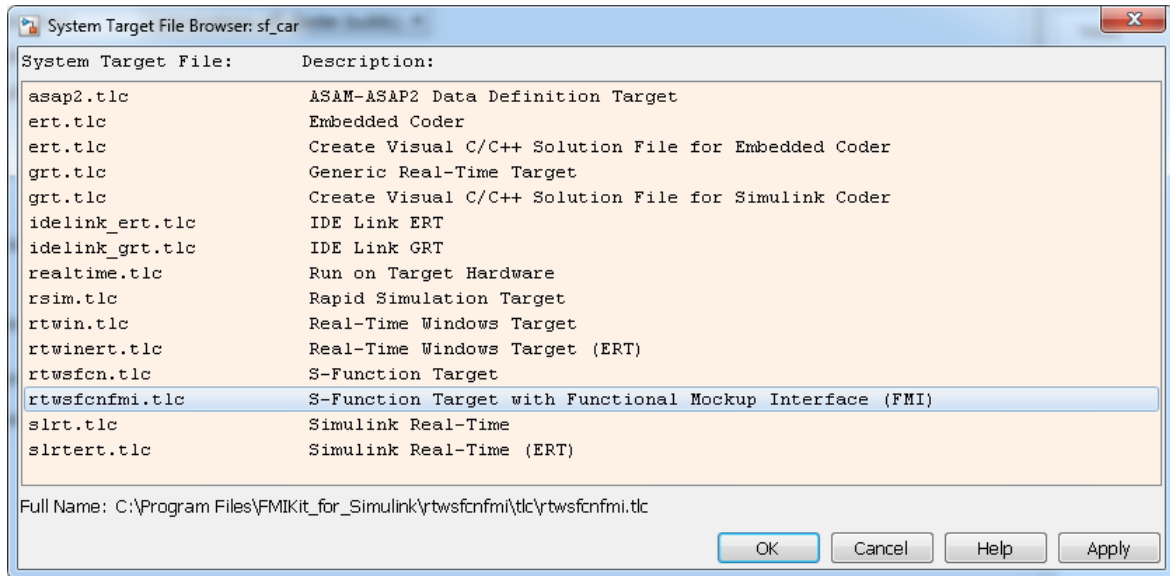 System Target File Browser: sf_car
System Target File: Description:
asap2.tlc ASAM-ASAP2 Data Definition Target
ert.tlc Embedded Coder
ert.tlc Create Visual C/C++ Solution File for Embedded Coder
grt.tlc Generic Real-Time Target
grt.tlc Create Visual C/C++ Solution File for Simulink Coder
idelink_ert.tlc IDE Link ERT
idelink_grt.tlc IDE Link GRT
realtime.tlc Run on Target Hardware
rsim.tlc Rapid Simulation Target
rtwin.tlc Real-Time Windows Target
rtwinert.tlc Real-Time Windows Target (ERT)
rtwsfcn.tlc S-Function Target
rtwsfcnfmi.tlc S-Function Target with Functional Mockup Interface (FMI)
slrt.tlc Simulink Real-Time
slrtert.tlc Simulink Real-Time (ERT)
Full Name: C:\Program Files\FMIKit_for_Simulink\rtwsfcnfmi\tlc\rtwsfcnfmi.tlc
OK Cancel Help Apply